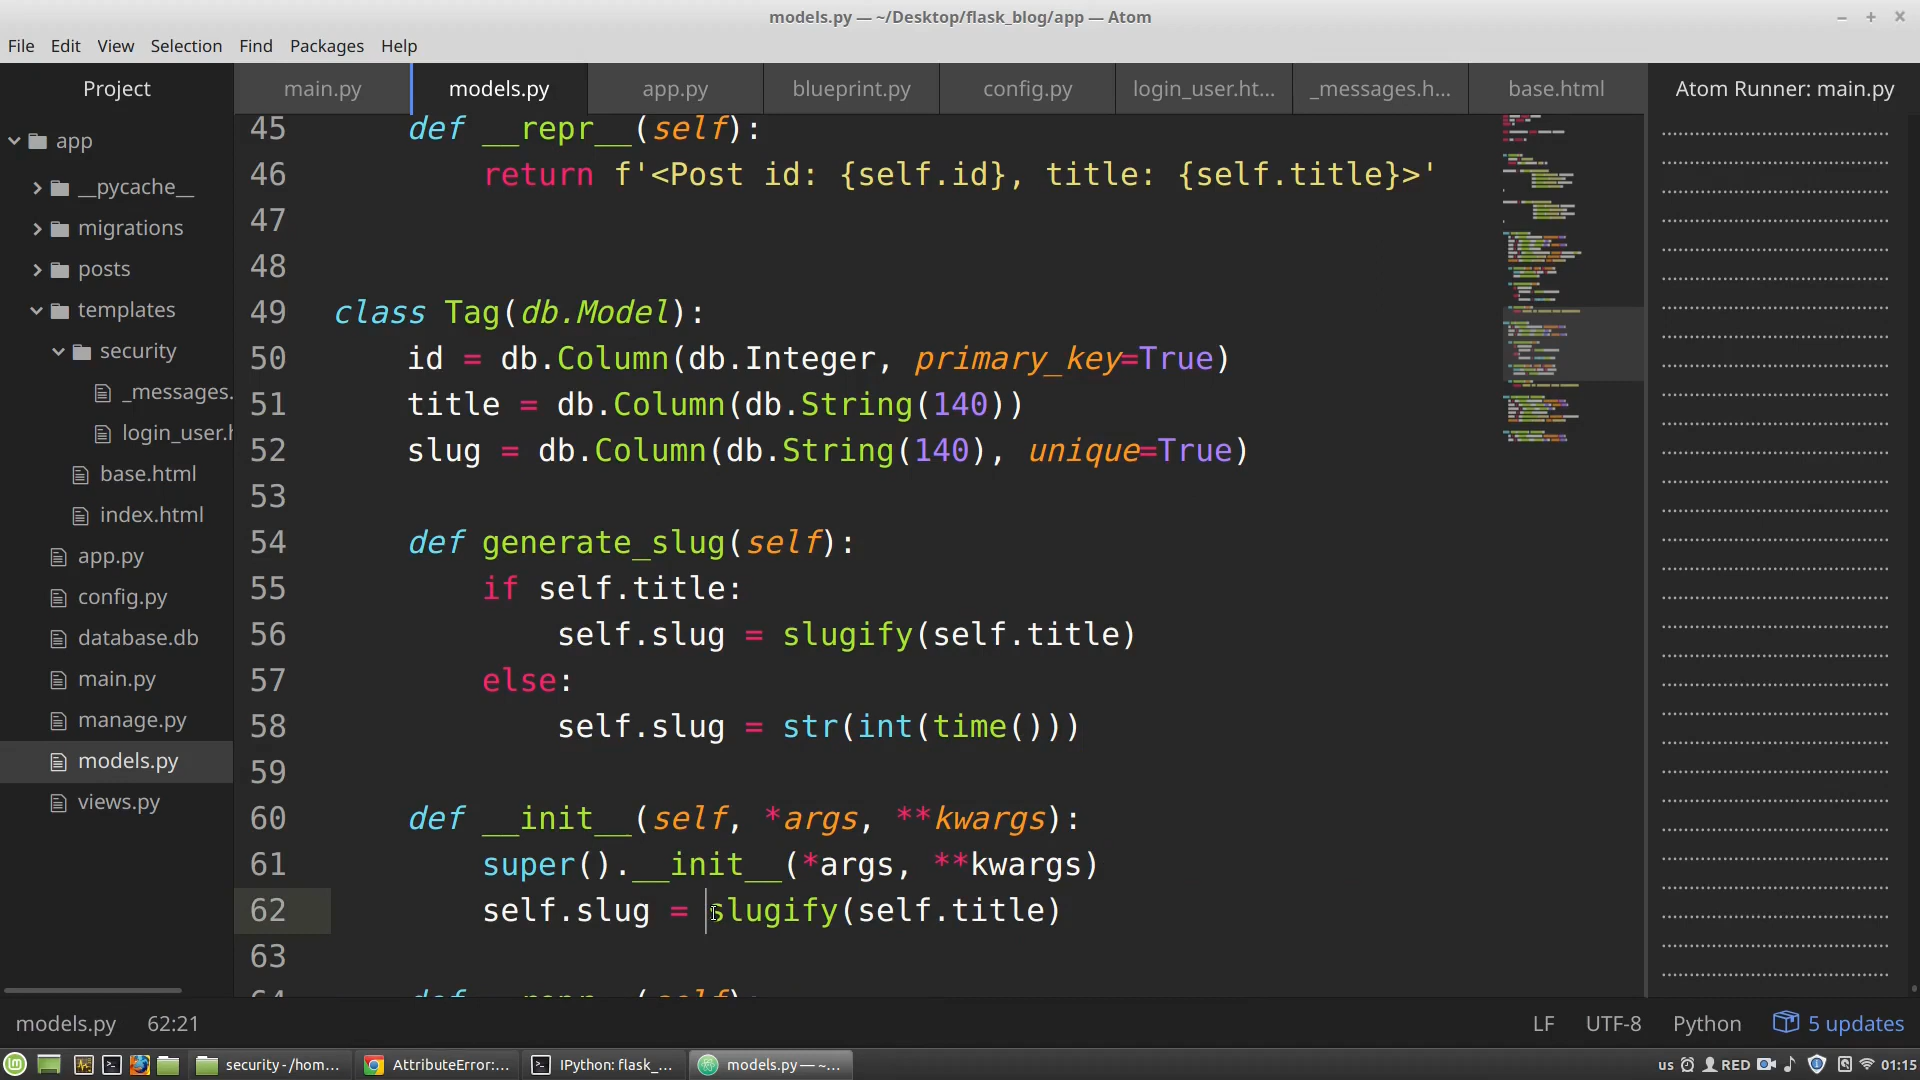 models.py — ~/Desktop/flask_blog/app — Atom
File Edit View Selection Find Packages Help
Project
main.py models.py app.py blueprint.py config.py login_user.ht... _messages.h... base.html
Atom Runner: main.py
app
__pycache__
migrations
posts
templates
security
_messages.
login_user.h
base.html
index.html
app.py
config.py
database.db
main.py
manage.py
models.py
views.py
45 def __repr__(self):
46 return f'<Post id: {self.id}, title: {self.title}>'
47
48
49 class Tag(db.Model):
50 id = db.Column(db.Integer, primary_key=True)
51 title = db.Column(db.String(140))
52 slug = db.Column(db.String(140), unique=True)
53
54 def generate_slug(self):
55 if self.title:
56 self.slug = slugify(self.title)
57 else:
58 self.slug = str(int(time()))
59
60 def __init__(self, *args, **kwargs):
61 super().__init__(*args, **kwargs)
62 self.slug = slugify(self.title)
63
64 def __repr__(self):
models.py 62:21
LF UTF-8 Python 5 updates
security - /hom... AttributeError:... IPython: flask_... models.py — ~... us RED 01:15